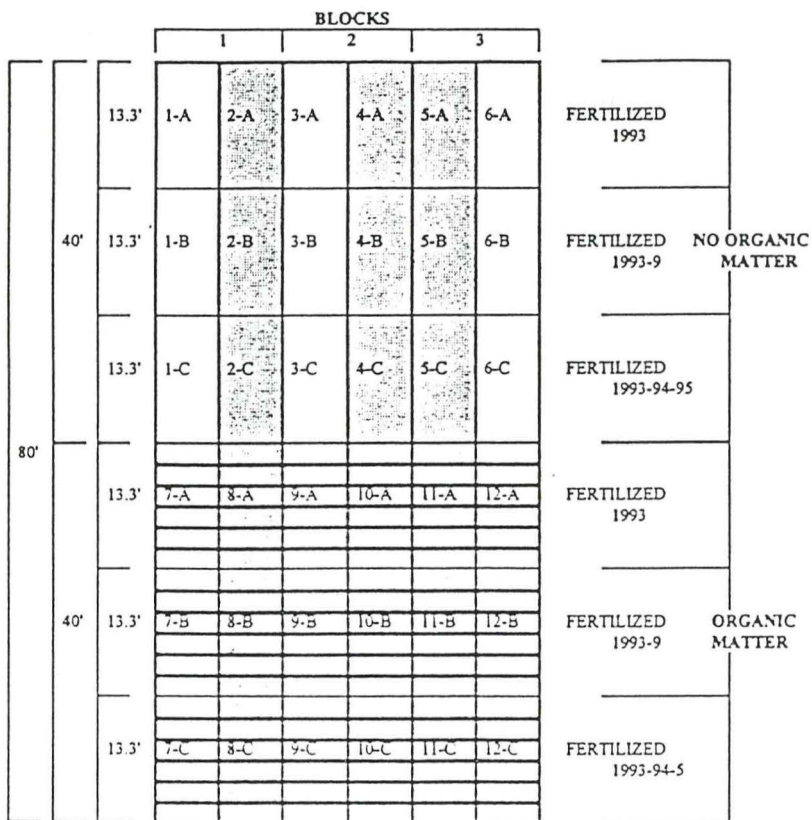 BLOCKS
1 2 3
13.3' 1-A 2-A 3-A 4-A 5-A 6-A FERTILIZED
1993
40' 13.3' 1-B 2-B 3-B 4-B 5-B 6-B FERTILIZED NO ORGANIC
1993-9 MATTER
13.3' 1-C 2-C 3-C 4-C 5-C 6-C FERTILIZED
1993-94-95
80'
13.3' 7-A 8-A 9-A 10-A 11-A 12-A FERTILIZED
1993
40' 13.3' 7-B 8-B 9-B 10-B 11-B 12-B FERTILIZED ORGANIC
1993-9 MATTER
13.3' 7-C 8-C 9-C 10-C 11-C 12-C FERTILIZED
1993-94-5